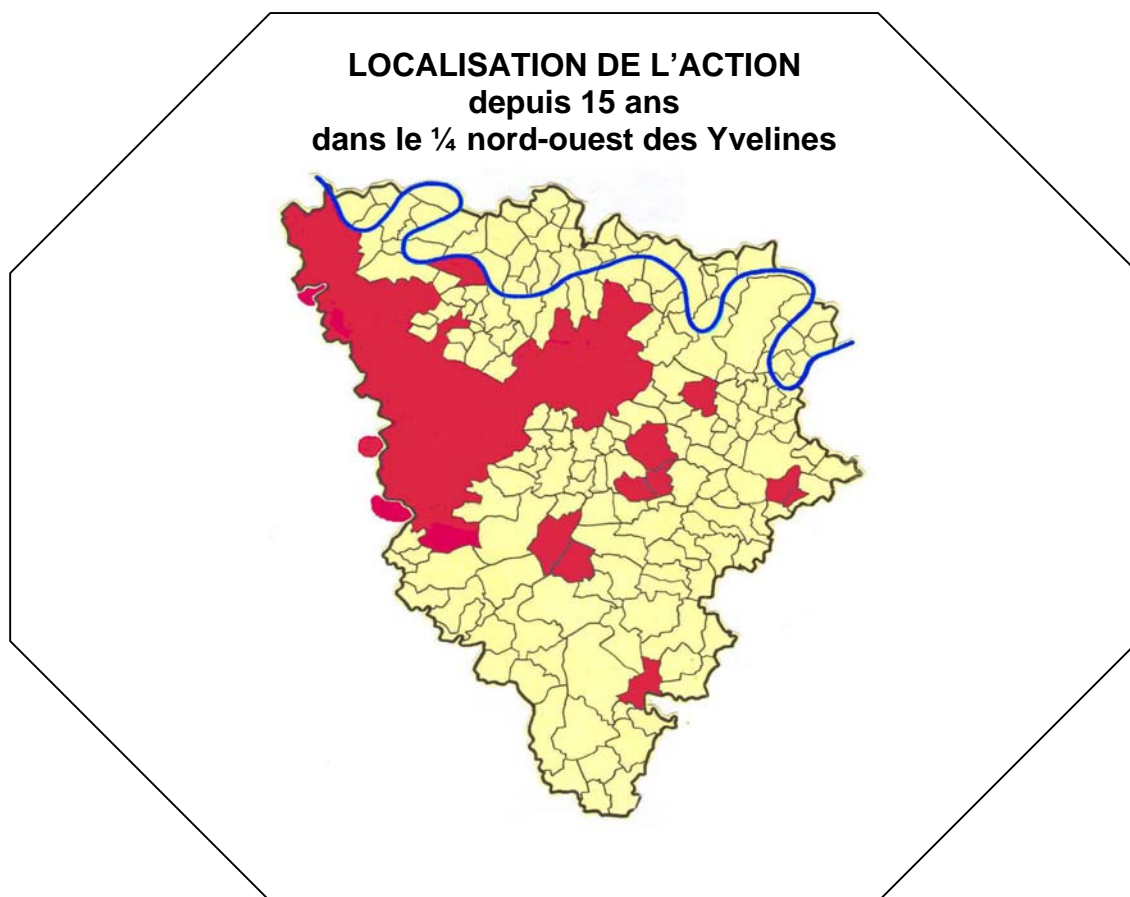 LOCALISATION DE L’ACTION
depuis 15 ans
dans le ¼ nord-ouest des Yvelines